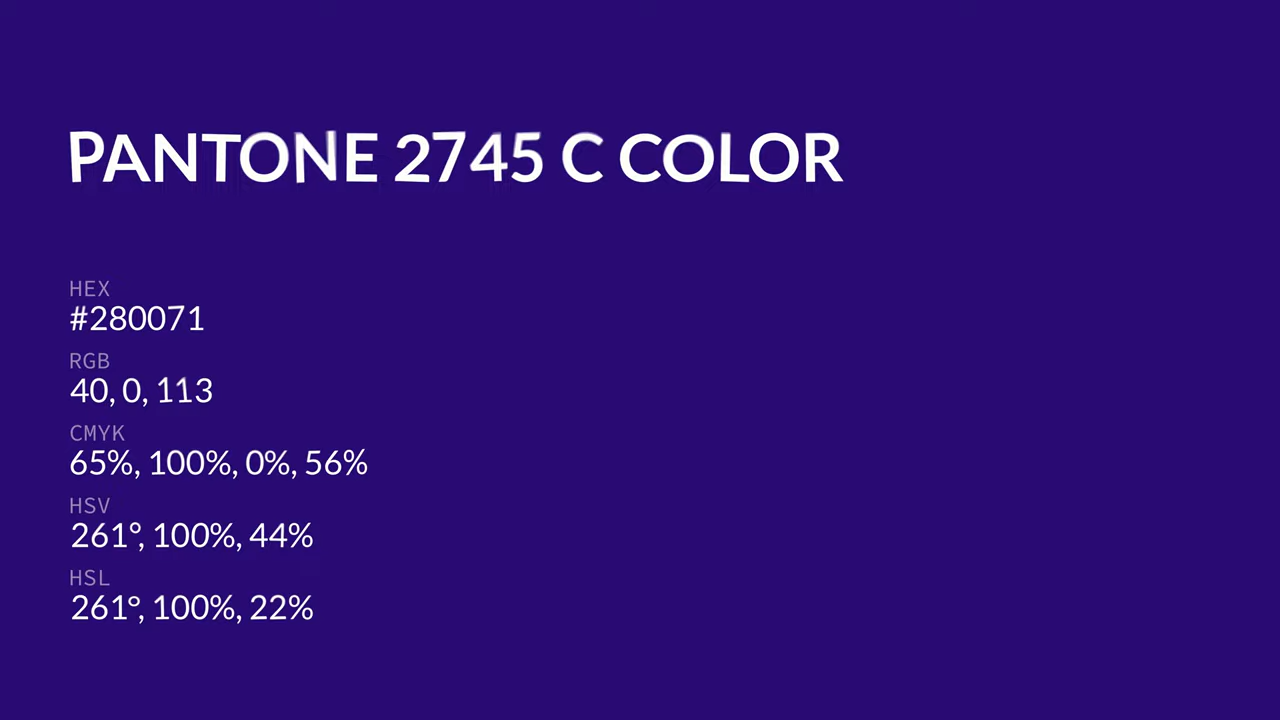 PANTONE 2745 C COLOR
HEX
#280071
RGB
40, 0, 113
CMYK
65%, 100%, 0%, 56%
HSV
261°, 100%, 44%
HSL
261°, 100%, 22%